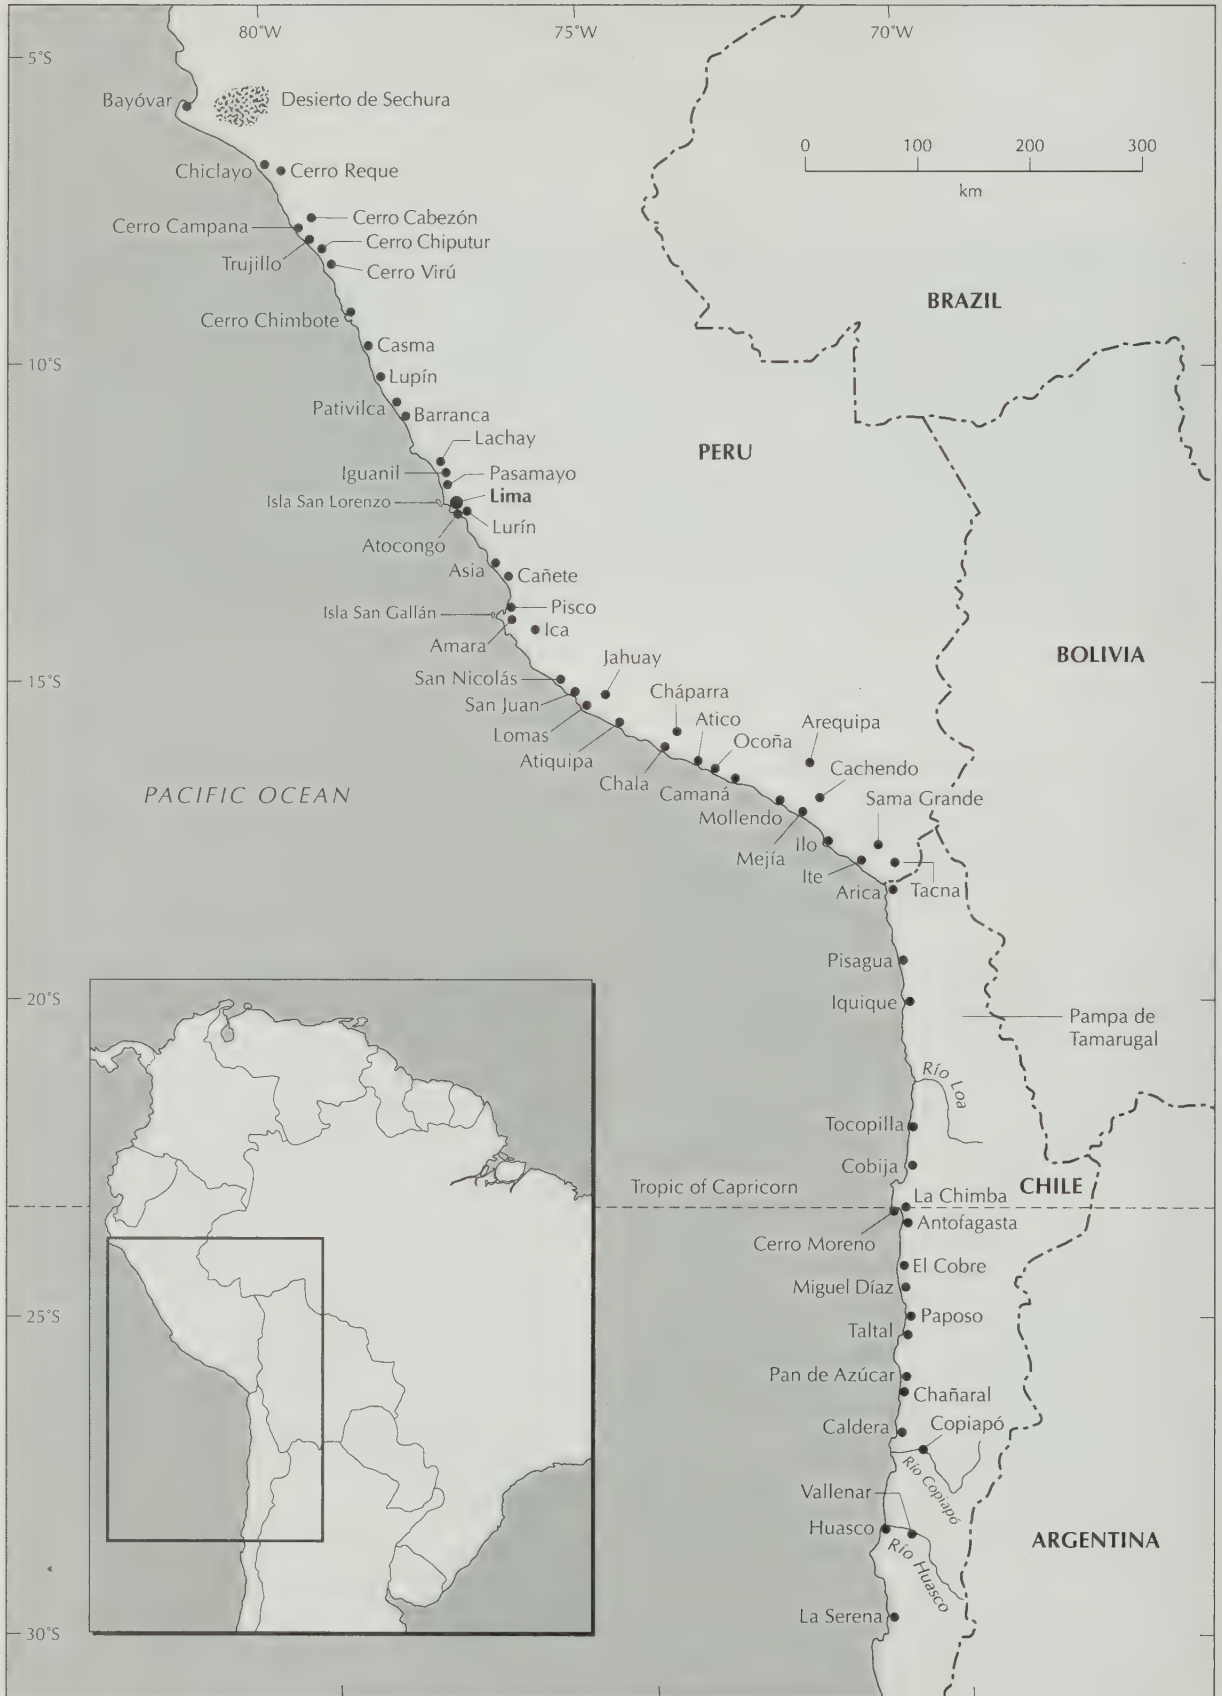 80°W
75°W
70°W
5°S
Bayóvar
Desierto de Sechura
0 100 200 300
km
Chiclayo
Cerro Reque
Cerro Cabezón
Cerro Campana
Cerro Chiputur
Trujillo
Cerro Virú
BRAZIL
Cerro Chimbote
Casma
10°S
Lupín
Pativilca
Barranca
Lachay
PERU
Iguanil
Pasamayo
Isla San Lorenzo
Lima
Lurín
Atocongo
Asia
Cañete
Isla San Gallán
Pisco
Ica
Amara
BOLIVIA
Jahuay
15°S
San Nicolás
Cháparra
San Juan
Atico
Arequipa
Lomas
Ocoña
Atiquipa
Cachendo
Chala
Camaná
PACIFIC OCEAN
Sama Grande
Mollendo
Ilo
Mejía
Ite
Arica
Tacna
Pisagua
20°S
Iquique
Pampa de
Tamarugal
Río Loa
Tocopilla
Cobija
Tropic of Capricorn
CHILE
La Chimba
Antofagasta
Cerro Moreno
El Cobre
Miguel Díaz
25°S
Paposo
Taltal
Pan de Azúcar
Chañaral
Caldera
Copiapó
Río Copiapó
Vallenar
Huasco
Río Huasco
ARGENTINA
La Serena
30°S